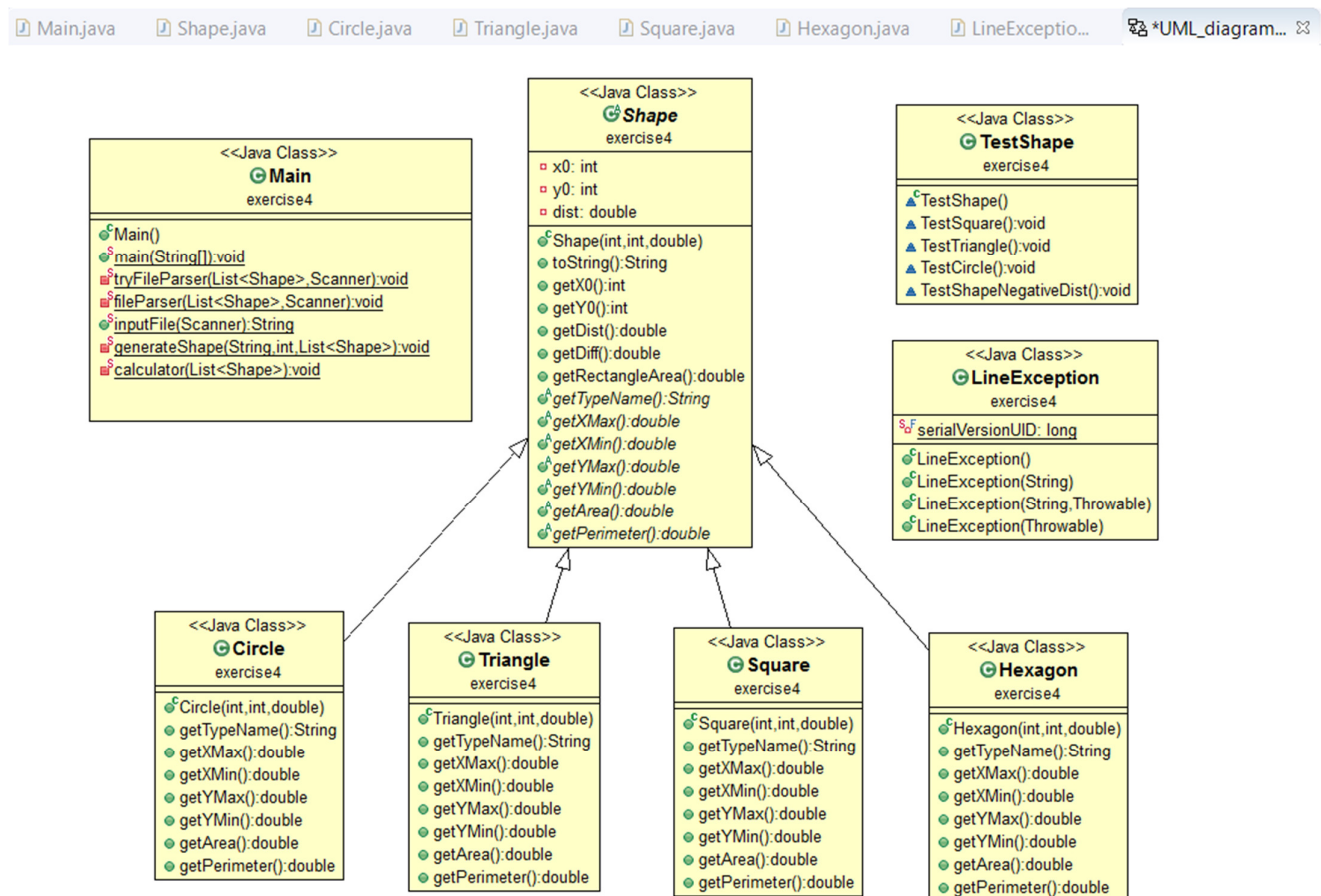 Main.java
Shape.java
Circle.java
Triangle.java
Square.java
Hexagon.java
LineExceptio...
*UML_diagram...
<<Java Class>>
Main
exercise4
Main()
main(String[]):void
tryFileParser(List<Shape>,Scanner):void
fileParser(List<Shape>,Scanner):void
inputFile(Scanner):String
generateShape(String,int,List<Shape>):void
calculator(List<Shape>):void
<<Java Class>>
Shape
exercise4
x0: int
y0: int
dist: double
Shape(int,int,double)
toString():String
getX0():int
getY0():int
getDist():double
getDiff():double
getRectangleArea():double
getTypeName():String
getXMax():double
getXMin():double
getYMax():double
getYMin():double
getArea():double
getPerimeter():double
<<Java Class>>
TestShape
exercise4
TestShape()
TestSquare():void
TestTriangle():void
TestCircle():void
TestShapeNegativeDist():void
<<Java Class>>
LineException
exercise4
serialVersionUID: long
LineException()
LineException(String)
LineException(String,Throwable)
LineException(Throwable)
<<Java Class>>
Circle
exercise4
Circle(int,int,double)
getTypeName():String
getXMax():double
getXMin():double
getYMax():double
getYMin():double
getArea():double
getPerimeter():double
<<Java Class>>
Triangle
exercise4
Triangle(int,int,double)
getTypeName():String
getXMax():double
getXMin():double
getYMax():double
getYMin():double
getArea():double
getPerimeter():double
<<Java Class>>
Square
exercise4
Square(int,int,double)
getTypeName():String
getXMax():double
getXMin():double
getYMax():double
getYMin():double
getArea():double
getPerimeter():double
<<Java Class>>
Hexagon
exercise4
Hexagon(int,int,double)
getTypeName():String
getXMax():double
getXMin():double
getYMax():double
getYMin():double
getArea():double
getPerimeter():double